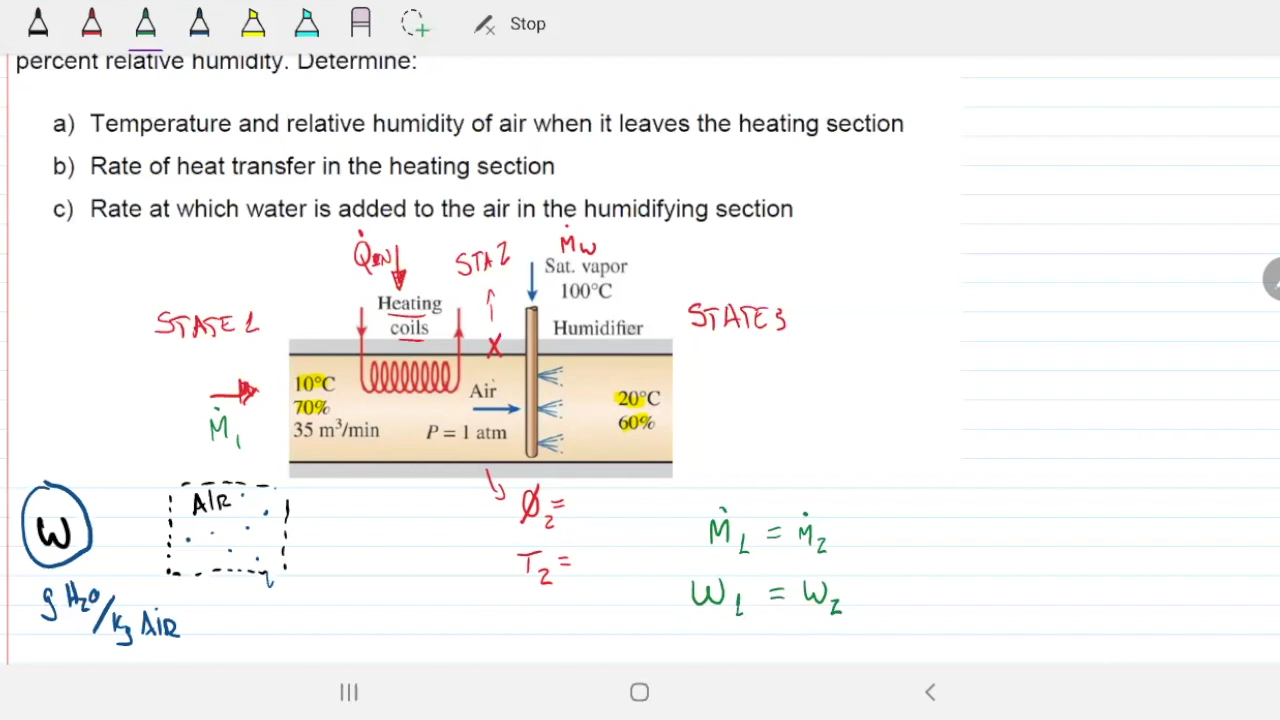 Stop
percent relative humidity. Determine:
a) Temperature and relative humidity of air when it leaves the heating section
b) Rate of heat transfer in the heating section
c) Rate at which water is added to the air in the humidifying section
Q̇IN
STA2
ṀW
Sat. vapor
100°C
Heating
coils
STATE 1
Humidifier
STATE 3
X
10°C
70%
35 m³/min
Air
P = 1 atm
20°C
60%
Ṁ1
W
AIR
g H2O/Kg AIR
Ø2=
T2=
Ṁ1 = Ṁ2
W1 = W2